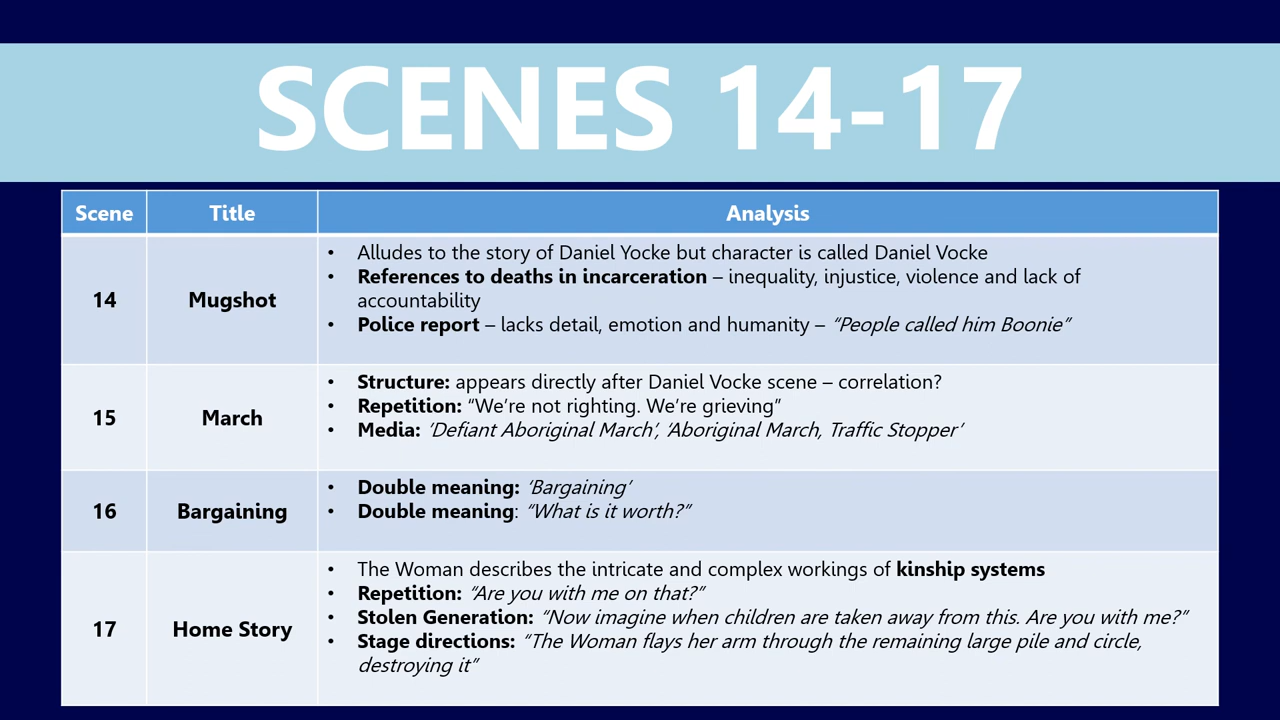 SCENES 14-17
Scene Title Analysis
14 Mugshot
• Alludes to the story of Daniel Yocke but character is called Daniel Vocke
• References to deaths in incarceration – inequality, injustice, violence and lack of
accountability
• Police report – lacks detail, emotion and humanity – “People called him Boonie”
15 March
• Structure: appears directly after Daniel Vocke scene – correlation?
• Repetition: “We’re not righting. We’re grieving”
• Media: ‘Defiant Aboriginal March’, ‘Aboriginal March, Traffic Stopper’
16 Bargaining
• Double meaning: ‘Bargaining’
• Double meaning: “What is it worth?”
17 Home Story
• The Woman describes the intricate and complex workings of kinship systems
• Repetition: “Are you with me on that?”
• Stolen Generation: “Now imagine when children are taken away from this. Are you with me?”
• Stage directions: “The Woman flays her arm through the remaining large pile and circle,
destroying it”